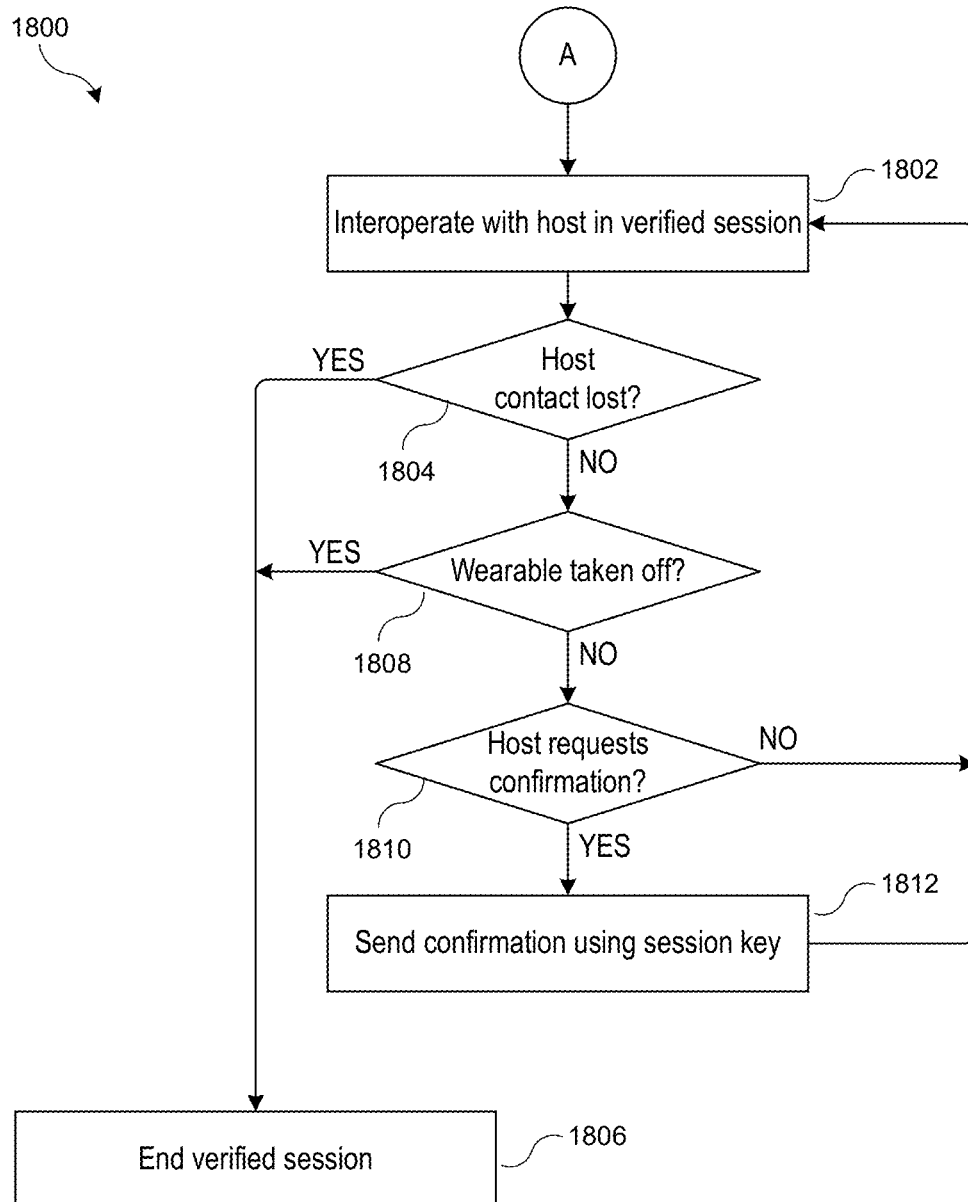 1800
A
1802
Interoperate with host in verified session
YES
Host
contact lost?
1804
NO
YES
Wearable taken off?
1808
NO
Host requests
confirmation?
NO
1810
YES
1812
Send confirmation using session key
1806
End verified session